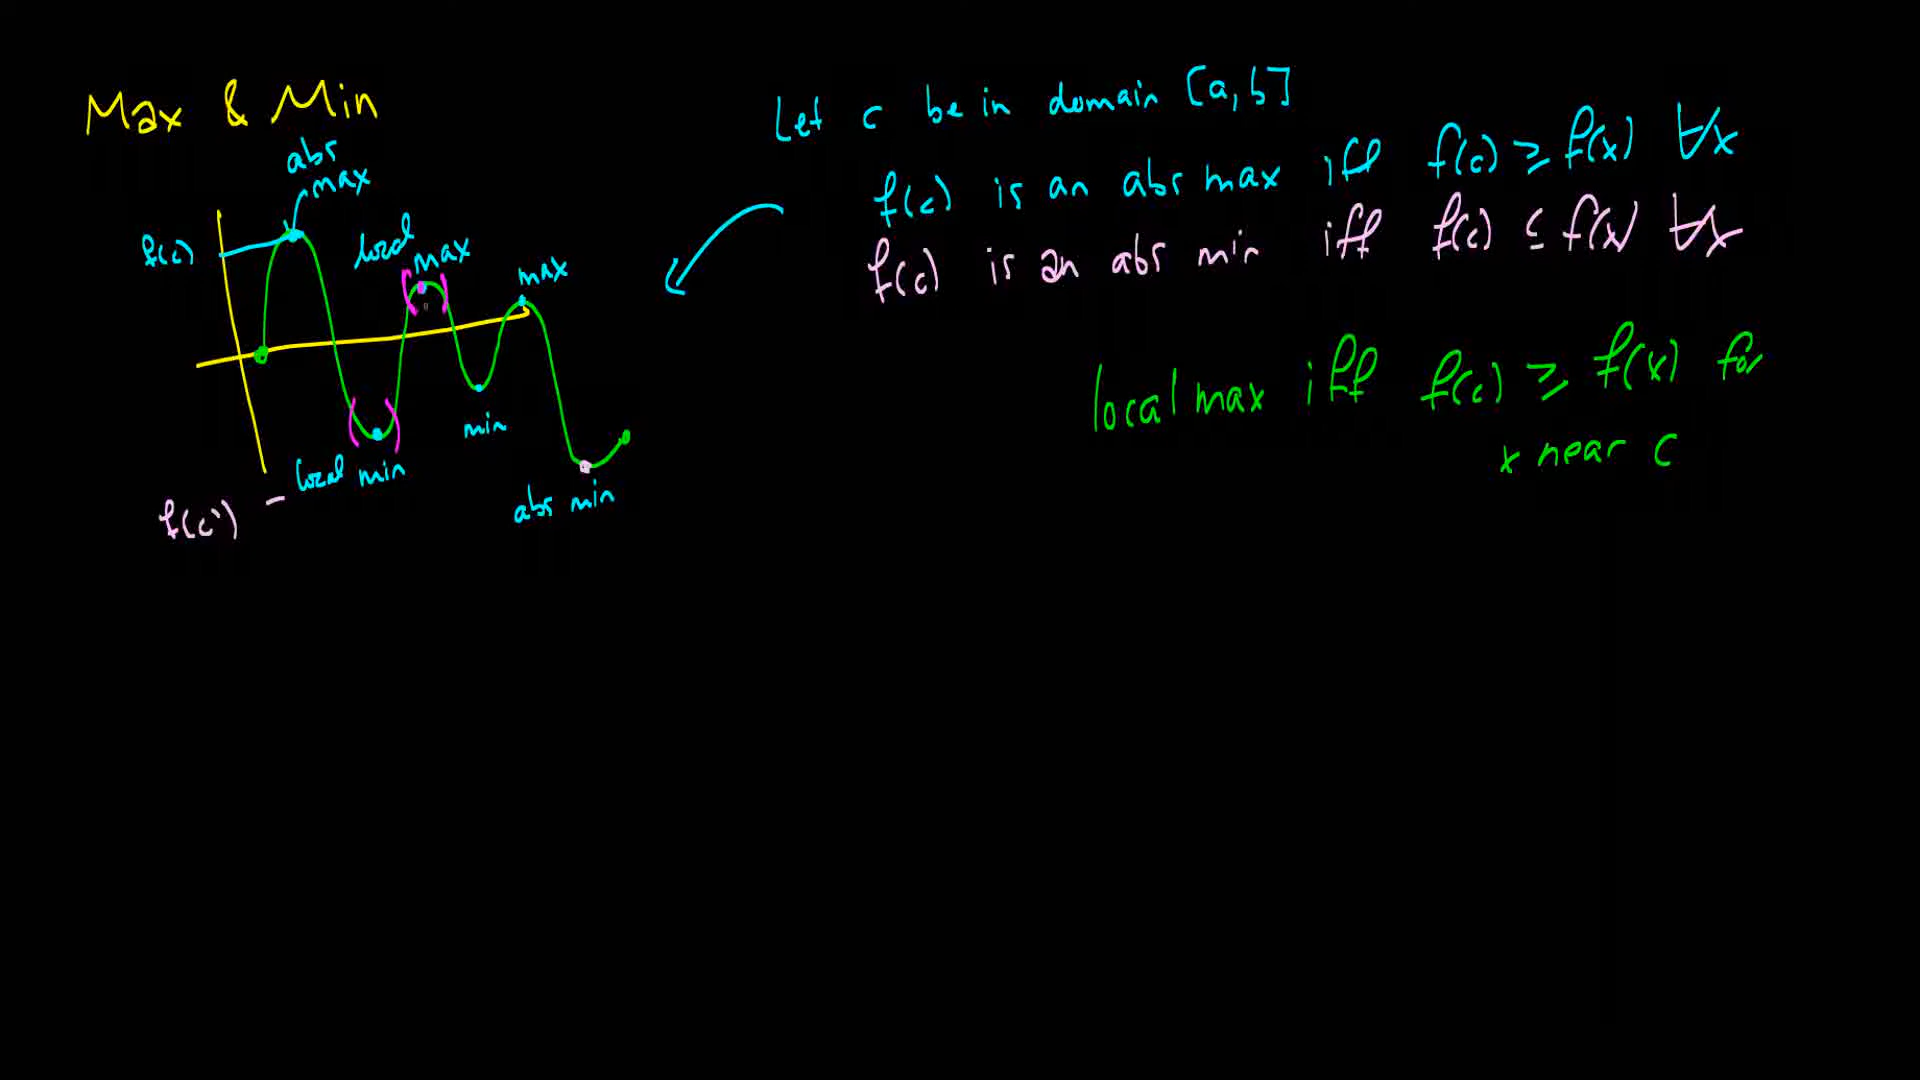 Max & Min
abs
max
f(c)
local
max
max
min
local min
abs min
f(c')
Let c be in domain [a,b]
f(c) is an abs max iff f(c) ≥ f(x) ∀x
f(c) is an abs min iff f(c) ≤ f(x) ∀x
local max iff f(c) ≥ f(x) for
x near c